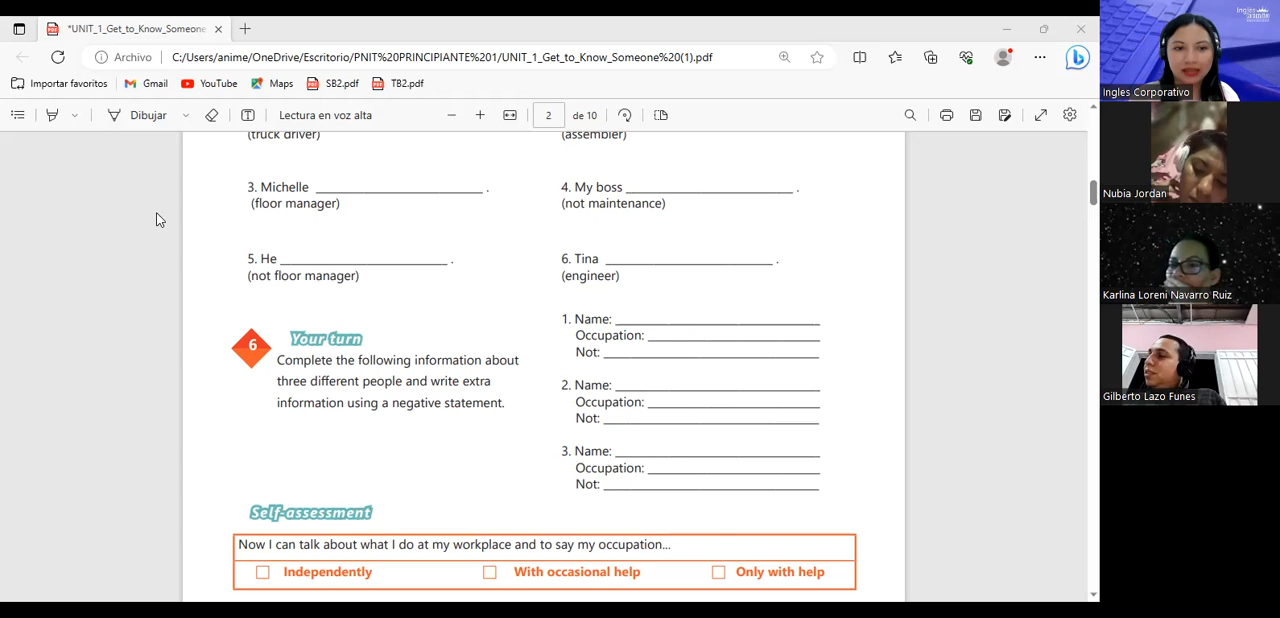 *UNIT_1_Get_to_Know_Someone
Archivo
C:/Users/anime/OneDrive/Escritorio/PNIT%20PRINCIPIANTE%201/UNIT_1_Get_to_Know_Someone%20(1).pdf
Importar favoritos
Gmail
YouTube
Maps
SB2.pdf
TB2.pdf
Dibujar
Lectura en voz alta
2
de 10
(truck driver)
(assembler)
3. Michelle ____________________ .
4. My boss ____________________ .
(floor manager)
(not maintenance)
5. He ____________________ .
6. Tina ____________________ .
(not floor manager)
(engineer)
6
Your turn
Complete the following information about
three different people and write extra
information using a negative statement.
1. Name: ____________________
Occupation: ____________________
Not: ____________________
2. Name: ____________________
Occupation: ____________________
Not: ____________________
3. Name: ____________________
Occupation: ____________________
Not: ____________________
Self-assessment
Now I can talk about what I do at my workplace and to say my occupation...
Independently
With occasional help
Only with help
Ingles Corporativo
Nubia Jordan
Karlina Loreni Navarro Ruiz
Gilberto Lazo Funes